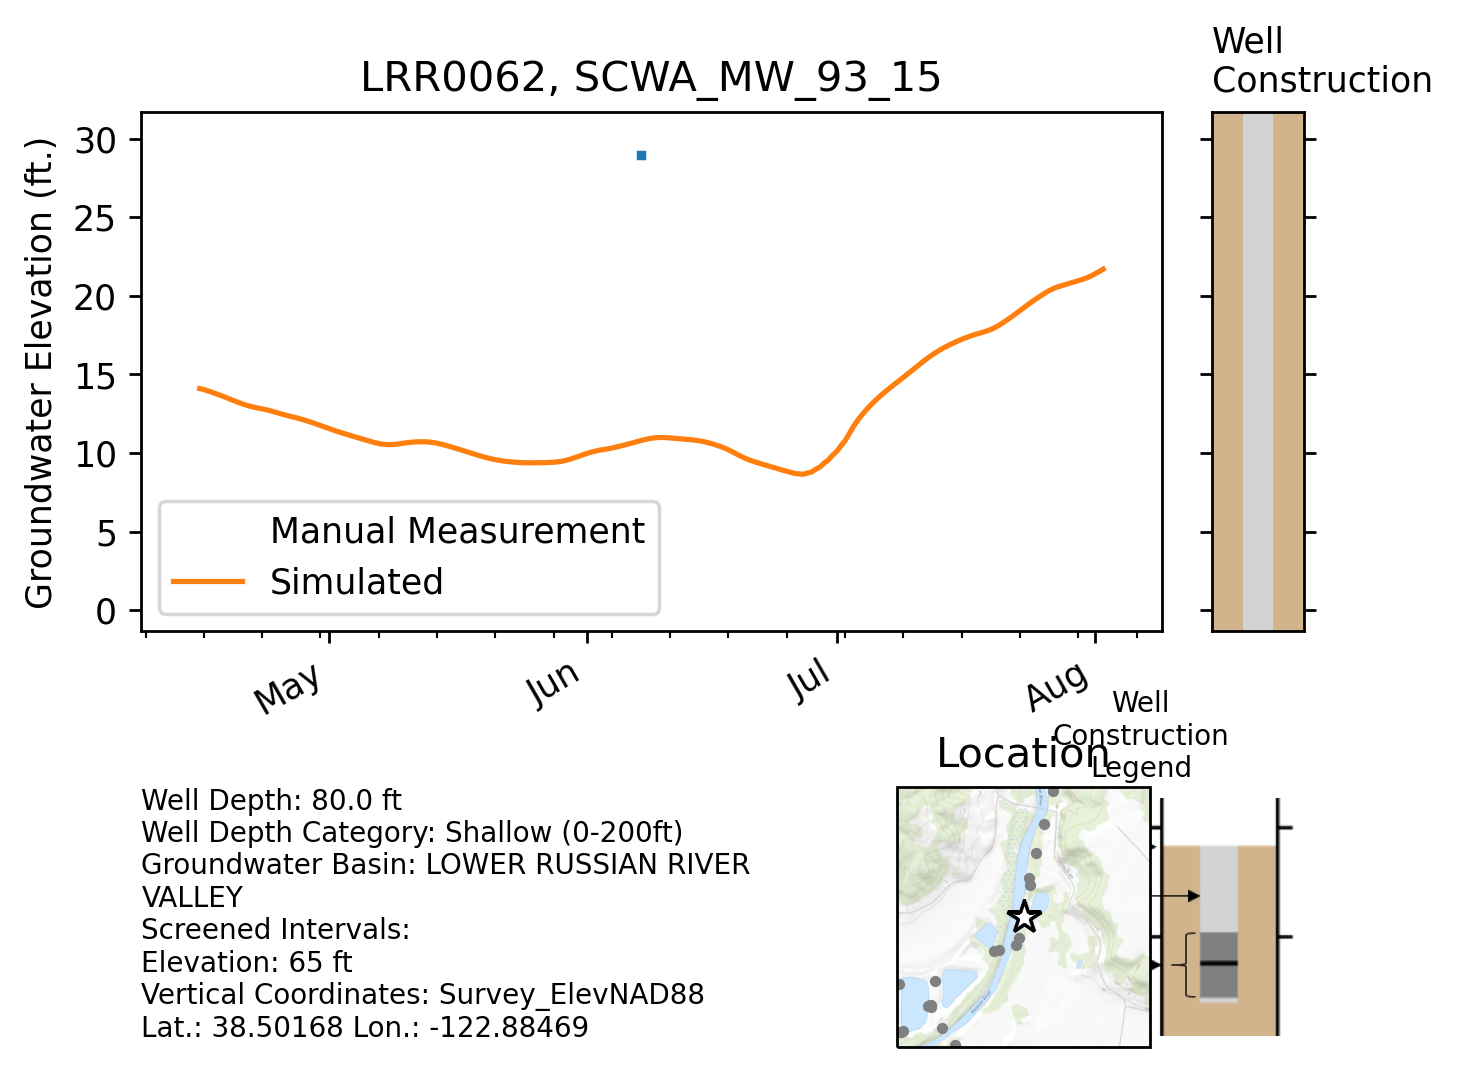 Well
Construction
LRR0062, SCWA_MW_93_15
Groundwater Elevation (ft.)
30
25
20
15
10
5
0
Manual Measurement
Simulated
May
Jun
Jul
Aug
Well
Construction
Legend
Location
Well Depth: 80.0 ft
Well Depth Category: Shallow (0-200ft)
Groundwater Basin: LOWER RUSSIAN RIVER
VALLEY
Screened Intervals:
Elevation: 65 ft
Vertical Coordinates: Survey_ElevNAD88
Lat.: 38.50168 Lon.: -122.88469